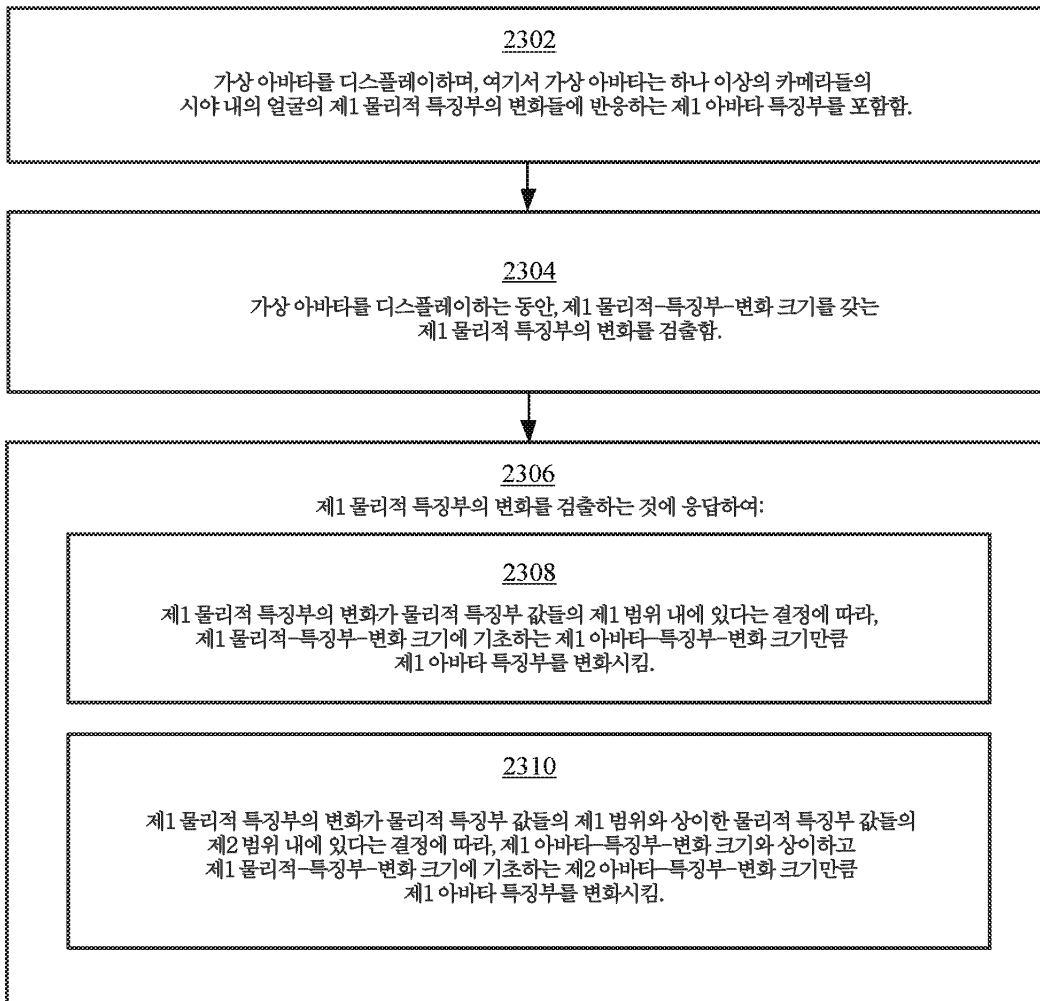 2302
가상 아바타를 디스플레이하며, 여기서 가상 아바타는 하나 이상의 카메라들의
시야 내의 얼굴의 제1 물리적 특징부의 변화들에 반응하는 제1 아바타 특징부를 포함함.
2304
가상 아바타를 디스플레이하는 동안, 제1 물리적-특징부-변화 크기를 갖는
제1 물리적 특징부의 변화를 검출함.
2306
제1 물리적 특징부의 변화를 검출하는 것에 응답하여:
2308
제1 물리적 특징부의 변화가 물리적 특징부 값들의 제1 범위 내에 있다는 결정에 따라,
제1 물리적-특징부-변화 크기에 기초하는 제1 아바타-특징부-변화 크기만큼
제1 아바타 특징부를 변화시킴.
2310
제1 물리적 특징부의 변화가 물리적 특징부 값들의 제1 범위와 상이한 물리적 특징부 값들의
제2 범위 내에 있다는 결정에 따라, 제1 아바타-특징부-변화 크기와 상이하고
제1 물리적-특징부-변화 크기에 기초하는 제2 아바타-특징부-변화 크기만큼
제1 아바타 특징부를 변화시킴.